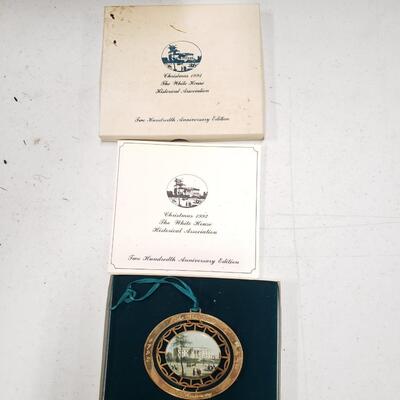 Christmas 1992
The White House
Historical Association
Two Hundredth Anniversary Edition
Christmas 1992
The White House
Historical Association
Two Hundredth Anniversary Edition